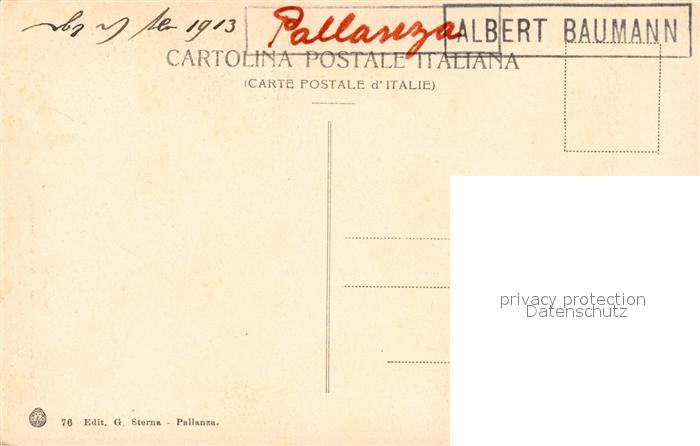 1913 Pallanza ALBERT BAUMANN
CARTOLINA POSTALE ITALIANA
(CARTE POSTALE d'ITALIE)
privacy protection
Datenschutz
76 Edit. G. Sterna - Pallanza.